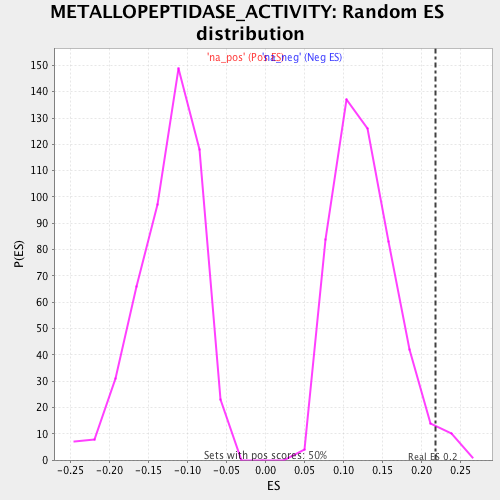 METALLOPEPTIDASE_ACTIVITY: Random ES
distribution
'na_pos' (Pos ES) 'na_neg' (Neg ES)
150
140
130
120
110
100
90
80
70
60
50
40
30
20
10
0
P(ES)
Sets with pos scores: 50%
Real ES 0.2
-0.25 -0.20 -0.15 -0.10 -0.05 0.00 0.05 0.10 0.15 0.20 0.25
ES